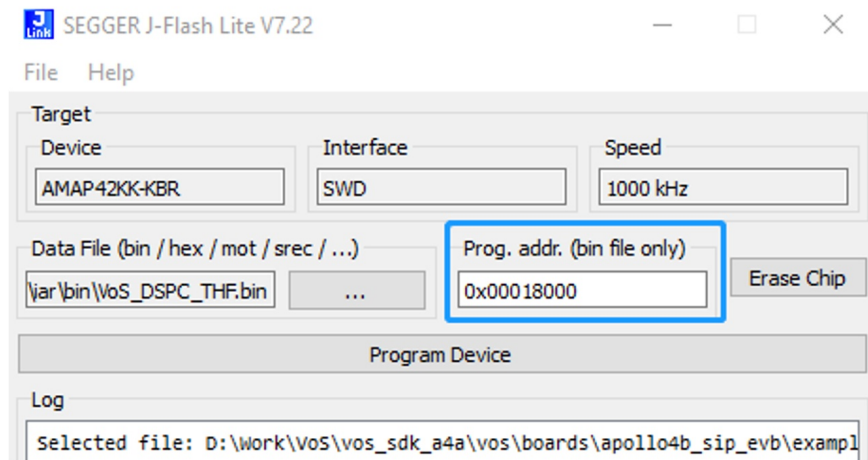 J Link SEGGER J-Flash Lite V7.22
File Help
Target
Device Interface Speed
AMAP42KK-KBR SWD 1000 kHz
Data File (bin / hex / mot / srec / ...) Prog. addr. (bin file only)
\iar\bin\VoS_DSPC_THF.bin ... 0x00018000 Erase Chip
Program Device
Log
Selected file: D:\Work\VoS\vos_sdk_a4a\vos\boards\apollo4b_sip_evb\exampl